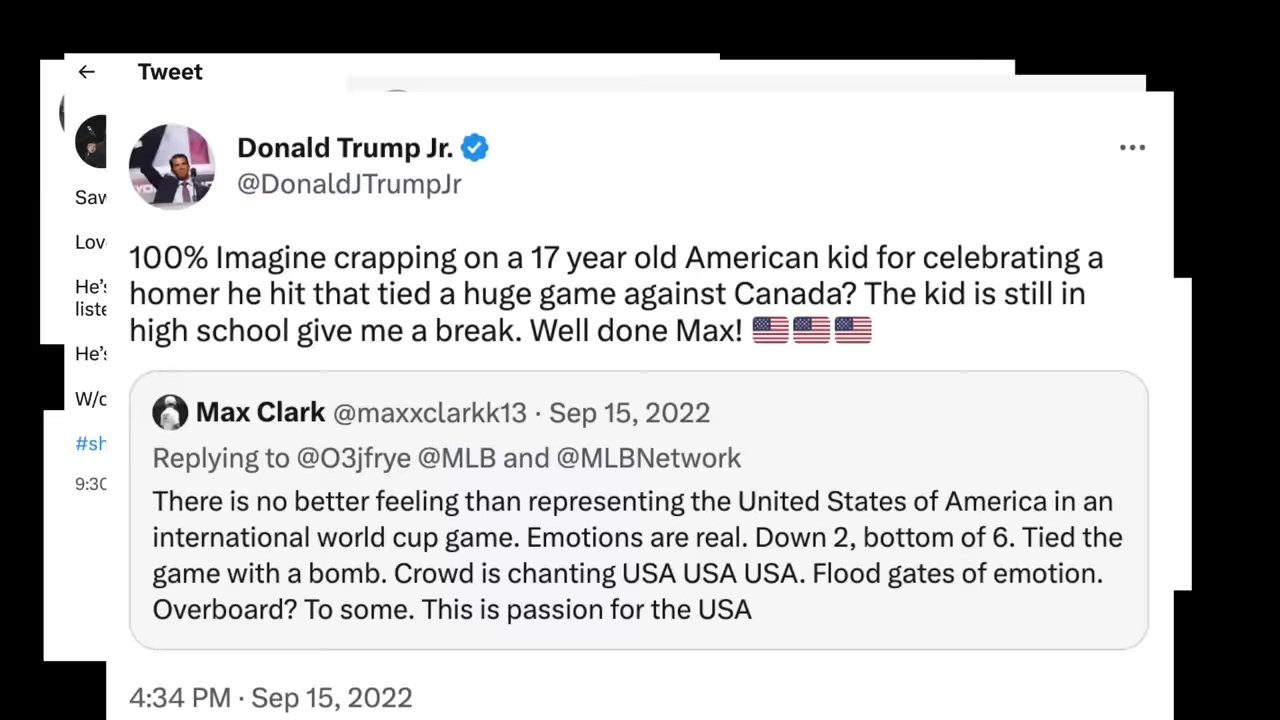 Tweet
Donald Trump Jr.
@DonaldJTrumpJr
100% Imagine crapping on a 17 year old American kid for celebrating a
homer he hit that tied a huge game against Canada? The kid is still in
high school give me a break. Well done Max! 🇺🇸🇺🇸🇺🇸
Max Clark @maxxclarkk13 · Sep 15, 2022
Replying to @O3jfrye @MLB and @MLBNetwork
There is no better feeling than representing the United States of America in an
international world cup game. Emotions are real. Down 2, bottom of 6. Tied the
game with a bomb. Crowd is chanting USA USA USA. Flood gates of emotion.
Overboard? To some. This is passion for the USA
4:34 PM · Sep 15, 2022
Saw
He's
He's
#sh
9:30